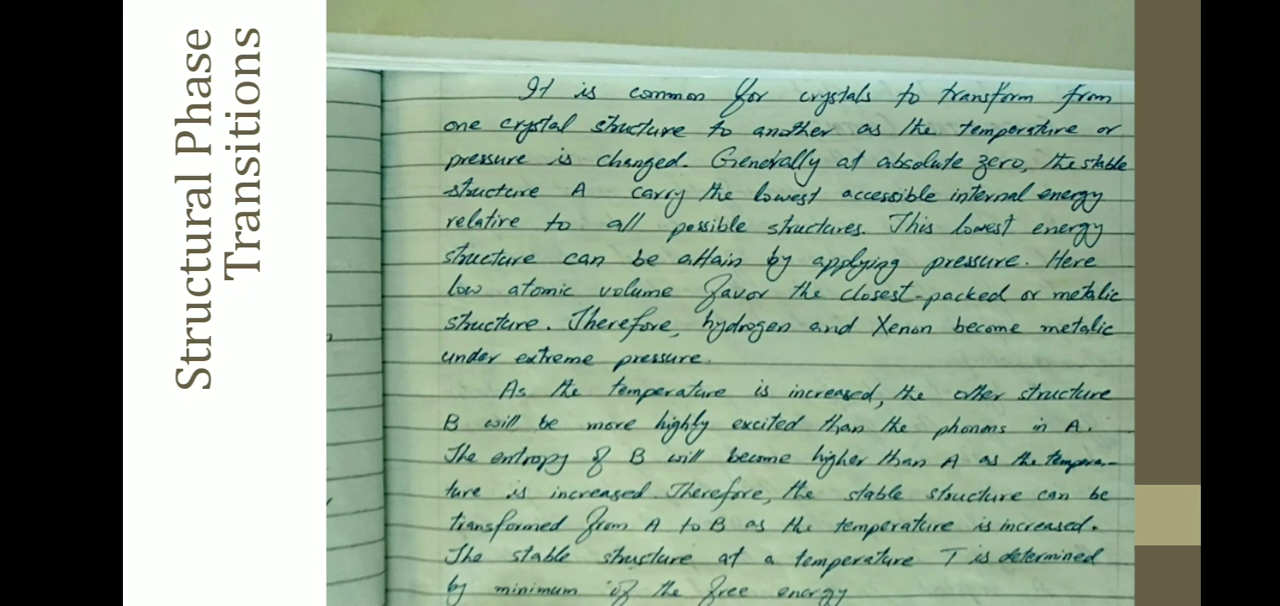 Structural Phase
Transitions
It is common for crystals to transform from
one crystal structure to another as the temperature or
pressure is changed. Generally at absolute zero, the stable
structure A carry the lowest accessible internal energy
relative to all possible structures. This lowest energy
structure can be attain by applying pressure. Here
low atomic volume favor the closest-packed or metalic
structure. Therefore, hydrogen and Xenon become metalic
under extreme pressure.
As the temperature is increased, the other structure
B will be more highly excited than the phonons in A.
The entropy of B will become higher than A as the tempera-
ture is increased. Therefore, the stable structure can be
transformed from A to B as the temperature is increased.
The stable structure at a temperature T is determined
by minimum of the free energy